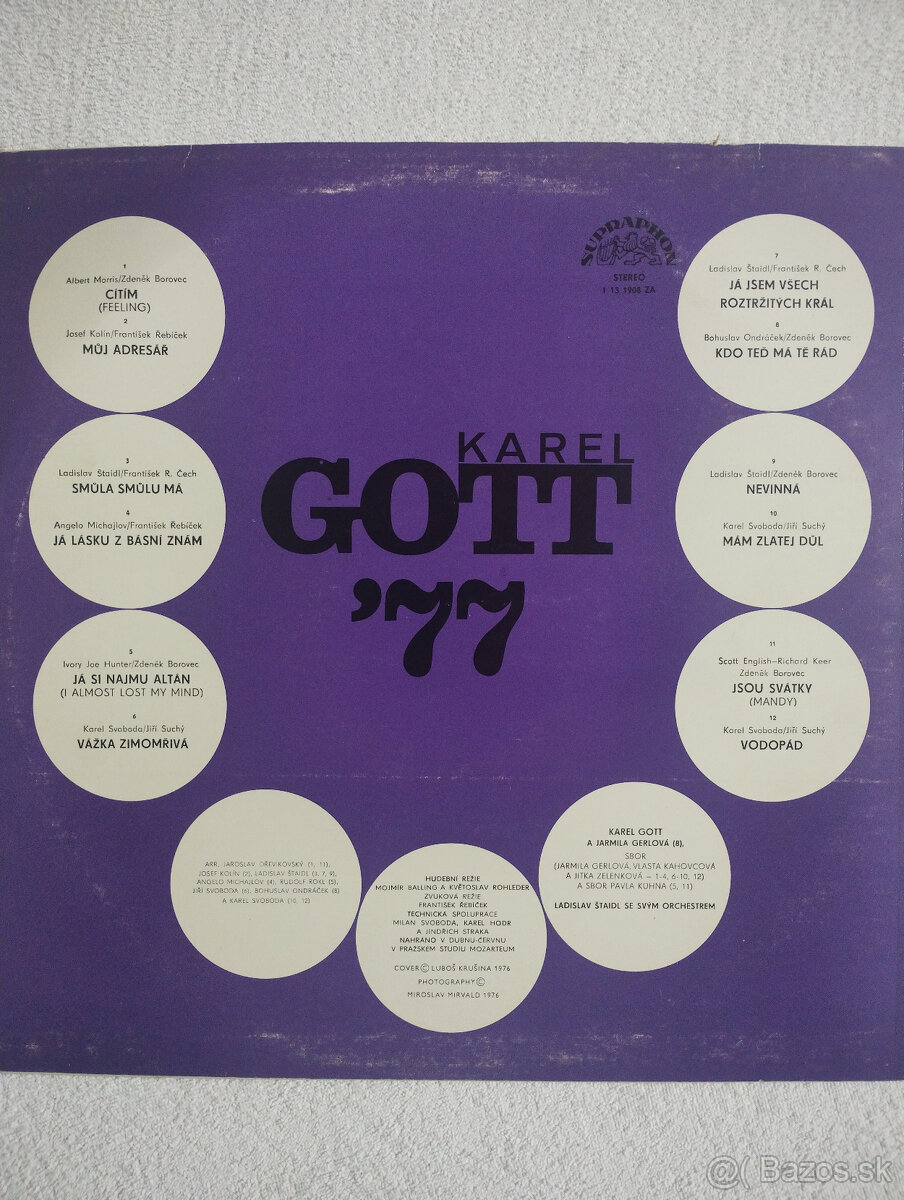 1
Albert Morris/Zdeněk Borovec
CÍTÍM
(FEELING)
2
Josef Kolín/František Řebíček
MŮJ ADRESÁŘ
3
Ladislav Štaidl/František R. Čech
SMŮLA SMŮLU MÁ
4
Angelo Michajlov/František Řebíček
JÁ LÁSKU Z BÁSNÍ ZNÁM
5
Ivory Joe Hunter/Zdeněk Borovec
JÁ SI NAJMU ALTÁN
(I ALMOST LOST MY MIND)
6
Karel Svoboda/Jiří Suchý
VÁŽKA ZIMOMŘIVÁ
SUPRAPHON
STEREO
1 13 1908 ZA
KAREL
GOTT
'77
7
Ladislav Štaidl/František R. Čech
JÁ JSEM VŠECH
ROZTRŽITÝCH KRÁL
8
Bohuslav Ondráček/Zdeněk Borovec
KDO TEĎ MÁ TĚ RÁD
9
Ladislav Štaidl/Zdeněk Borovec
NEVINNÁ
10
Karel Svoboda/Jiří Suchý
MÁM ZLATEJ DŮL
11
Scott English–Richard Keer
Zdeněk Borovec
JSOU SVÁTKY
(MANDY)
12
Karel Svoboda/Jiří Suchý
VODOPÁD
ARR. JAROSLAV OŘEVIKOVSKÝ (1, 11),
JOSEF KOLÍN (2), LADISLAV ŠTAIDL (3, 7, 9),
ANGELO MICHAJLOV (4), RUDOLF ROKL (5),
JIŘÍ SVOBODA (6), BOHUSLAV ONDRÁČEK (8)
A KAREL SVOBODA (10, 12)
HUDEBNÍ REŽIE
MOJMÍR BALLING A KVĚTOSLAV ROHLEDER
ZVUKOVÁ REŽIE
FRANTIŠEK ŘEBÍČEK
TECHNICKÁ SPOLUPRÁCE
MILAN SVOBODA, KAREL HODR
A JINDŘICH STRAKA
NAHRÁNO V DUBNU–ČERVNU
V PRAŽSKÉM STUDIU MOZARTEUM
COVER © LUBOŠ KRUŠINA 1976
PHOTOGRAPHY ©
MIROSLAV MIRVALD 1976
KAREL GOTT
A JARMILA GERLOVÁ (8),
SBOR
(JARMILA GERLOVÁ, VLASTA KAHOVCOVÁ
A JITKA ZELENKOVÁ – 1-4, 6-10, 12)
A SBOR PAVLA KÜHNA (5, 11)
LADISLAV ŠTAIDL SE SVÝM ORCHESTREM
@( Bazos.sk